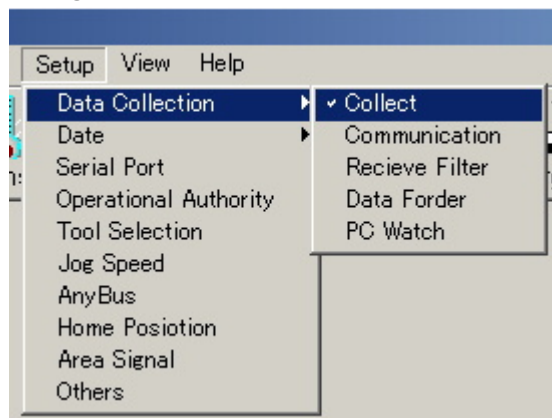 Setup View Help
Data Collection
Date
Serial Port
Operational Authority
Tool Selection
Jog Speed
AnyBus
Home Posiotion
Area Signal
Others
Collect
Communication
Recieve Filter
Data Forder
PC Watch